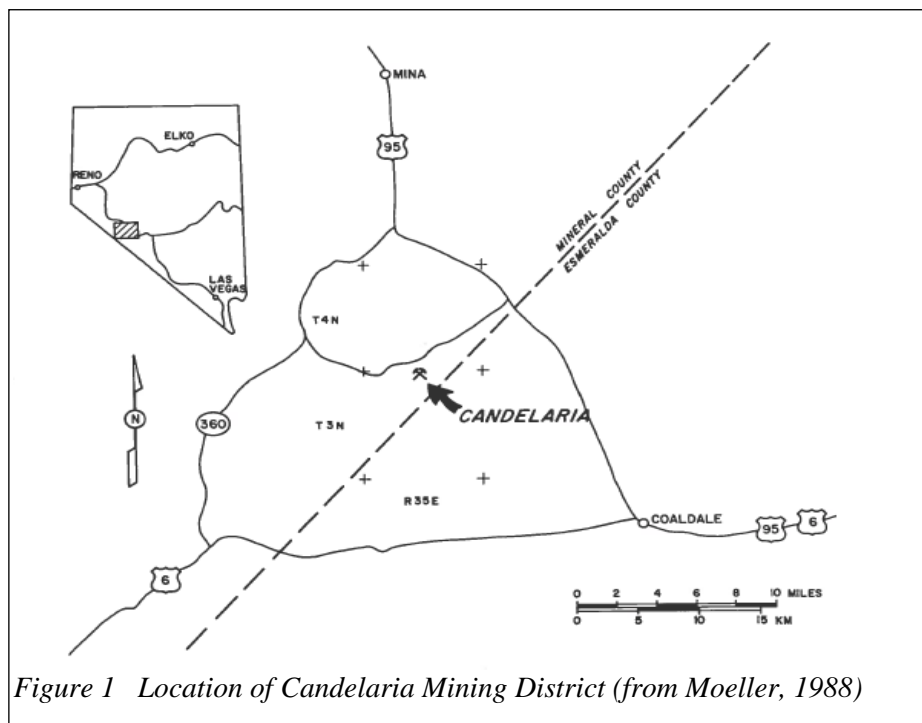 MINA
95
ELKO
RENO
LAS
VEGAS
MINERAL COUNTY
ESMERALDA COUNTY
T4N
N
360
T3N
CANDELARIA
R35E
COALDALE
95 6
6
0 2 4 6 8 10 MILES
0 5 10 15 KM
Figure 1 Location of Candelaria Mining District (from Moeller, 1988)